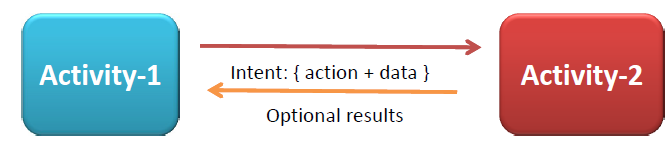 Activity-1
Intent: { action + data }
Optional results
Activity-2